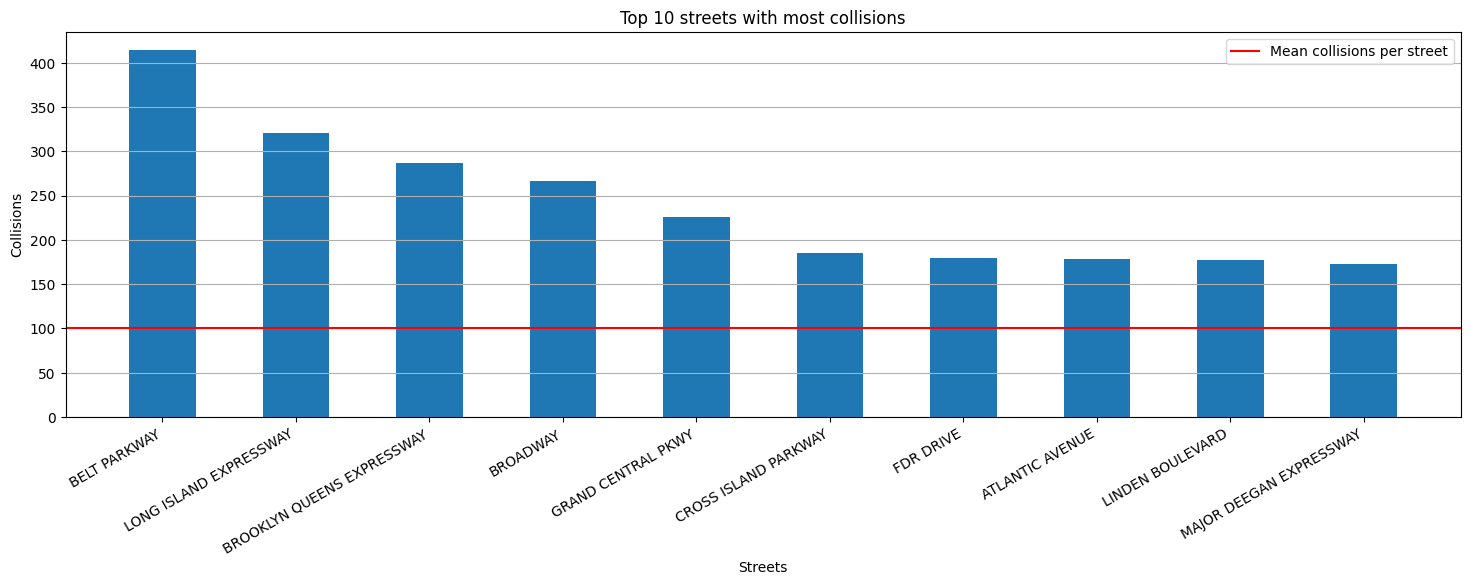 Top 10 streets with most collisions
Mean collisions per street
400
350
300
250
200
150
100
50
0
Collisions
BELT PARKWAY
LONG ISLAND EXPRESSWAY
BROOKLYN QUEENS EXPRESSWAY
BROADWAY
GRAND CENTRAL PKWY
CROSS ISLAND PARKWAY
FDR DRIVE
ATLANTIC AVENUE
LINDEN BOULEVARD
MAJOR DEEGAN EXPRESSWAY
Streets